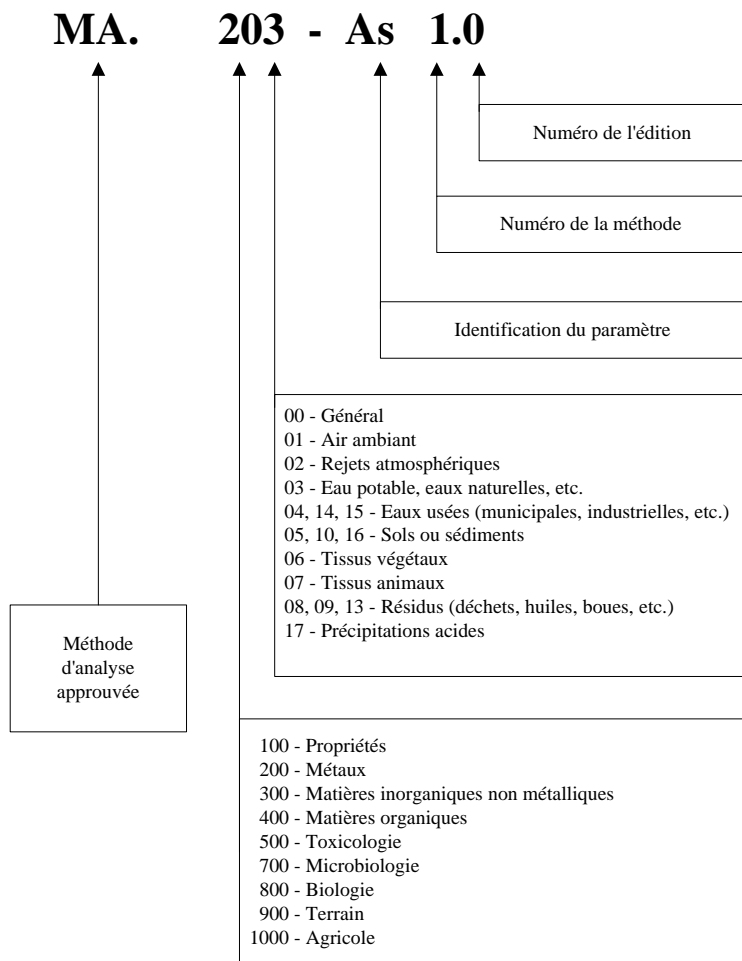 MA. 203 - As 1.0
Numéro de l'édition
Numéro de la méthode
Identification du paramètre
00 - Général
01 - Air ambiant
02 - Rejets atmosphériques
03 - Eau potable, eaux naturelles, etc.
04, 14, 15 - Eaux usées (municipales, industrielles, etc.)
05, 10, 16 - Sols ou sédiments
06 - Tissus végétaux
07 - Tissus animaux
08, 09, 13 - Résidus (déchets, huiles, boues, etc.)
17 - Précipitations acides
Méthode
d'analyse
approuvée
100 - Propriétés
200 - Métaux
300 - Matières inorganiques non métalliques
400 - Matières organiques
500 - Toxicologie
700 - Microbiologie
800 - Biologie
900 - Terrain
1000 - Agricole